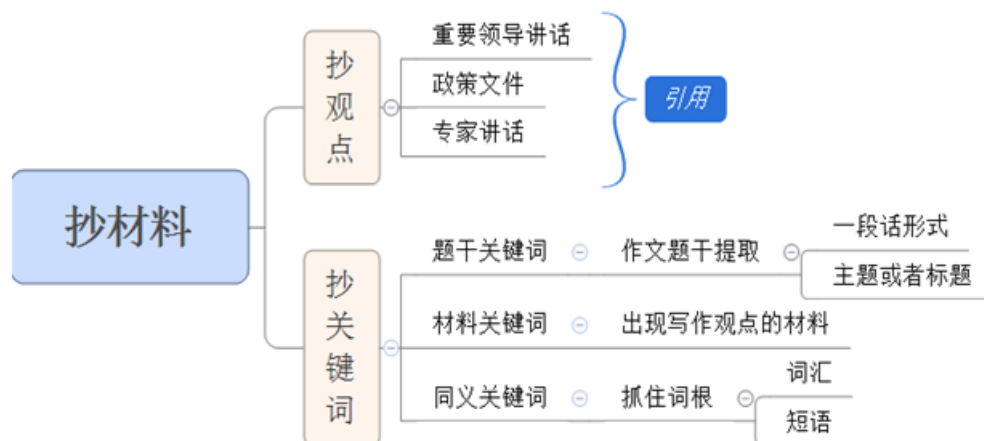 抄材料
抄观点
重要领导讲话
政策文件
专家讲话
引用
抄关键词
题干关键词
作文题干提取
一段话形式
主题或者标题
材料关键词
出现写作观点的材料
同义关键词
抓住词根
词汇
短语